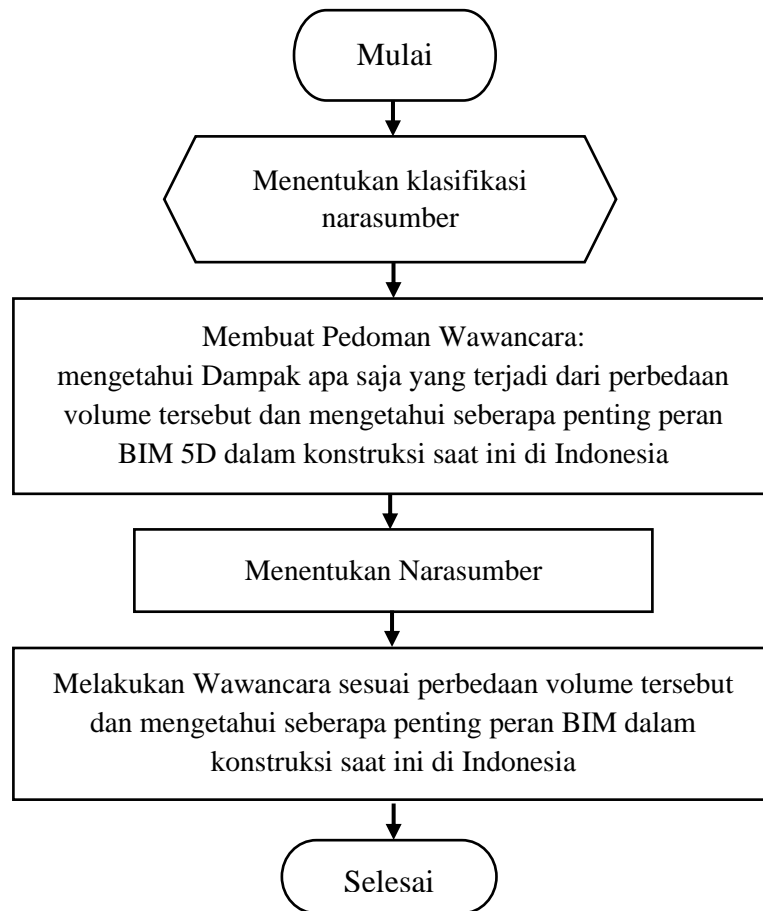 Mulai
Menentukan klasifikasi
narasumber
Membuat Pedoman Wawancara:
mengetahui Dampak apa saja yang terjadi dari perbedaan
volume tersebut dan mengetahui seberapa penting peran
BIM 5D dalam konstruksi saat ini di Indonesia
Menentukan Narasumber
Melakukan Wawancara sesuai perbedaan volume tersebut
dan mengetahui seberapa penting peran BIM dalam
konstruksi saat ini di Indonesia
Selesai